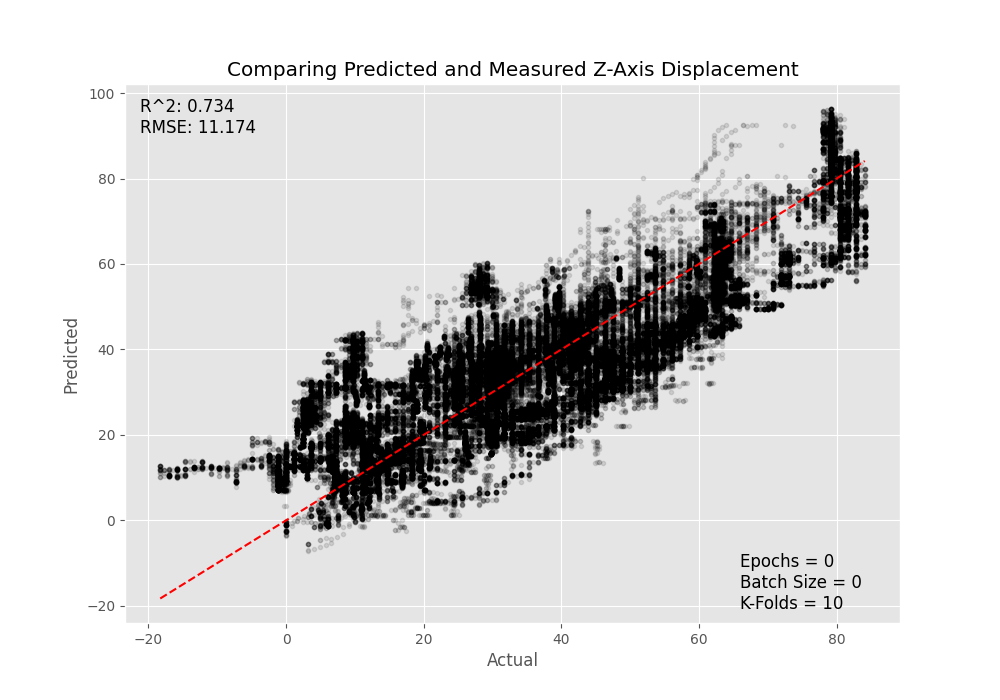 Comparing Predicted and Measured Z-Axis Displacement
R^2: 0.734
RMSE: 11.174
100
80
60
40
20
0
−20
Predicted
Epochs = 0
Batch Size = 0
K-Folds = 10
−20 0 20 40 60 80
Actual